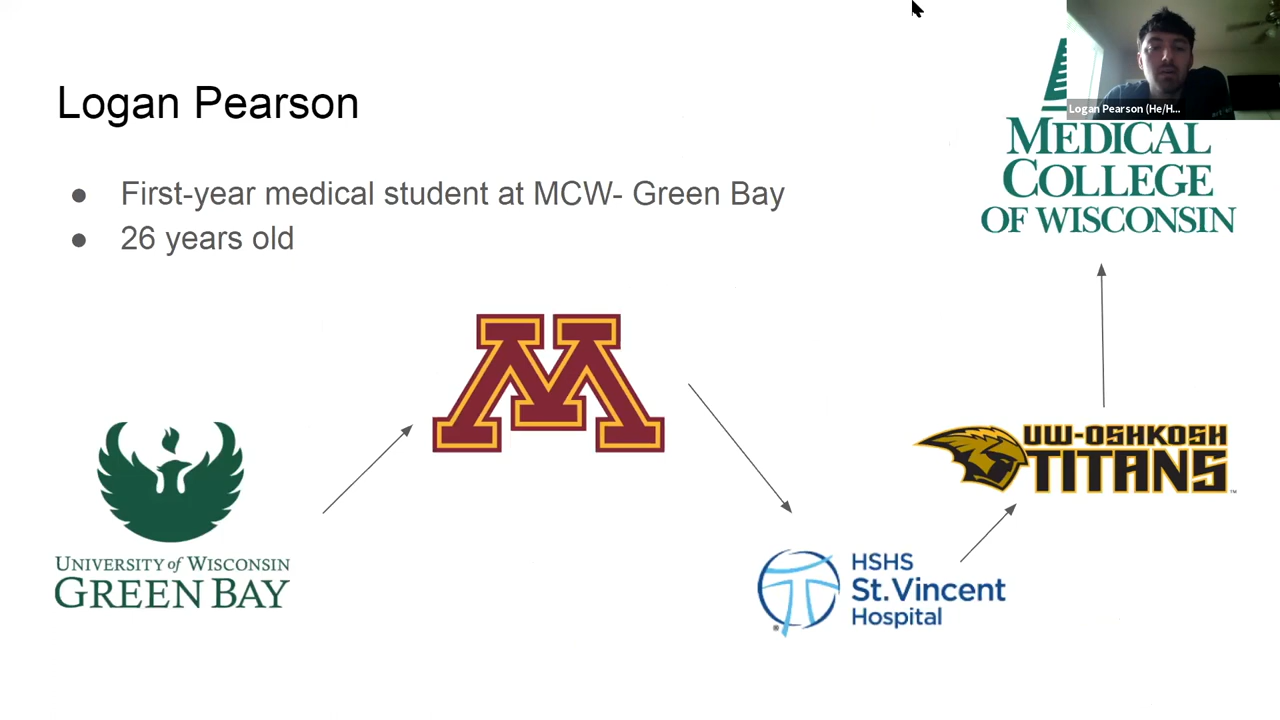 Logan Pearson (He/H...
Logan Pearson
● First-year medical student at MCW- Green Bay
● 26 years old
MEDICAL
COLLEGE
OF WISCONSIN
M
UW-OSHKOSH
TITANS™
UNIVERSITY of WISCONSIN
GREEN BAY
HSHS
St.Vincent
Hospital
®